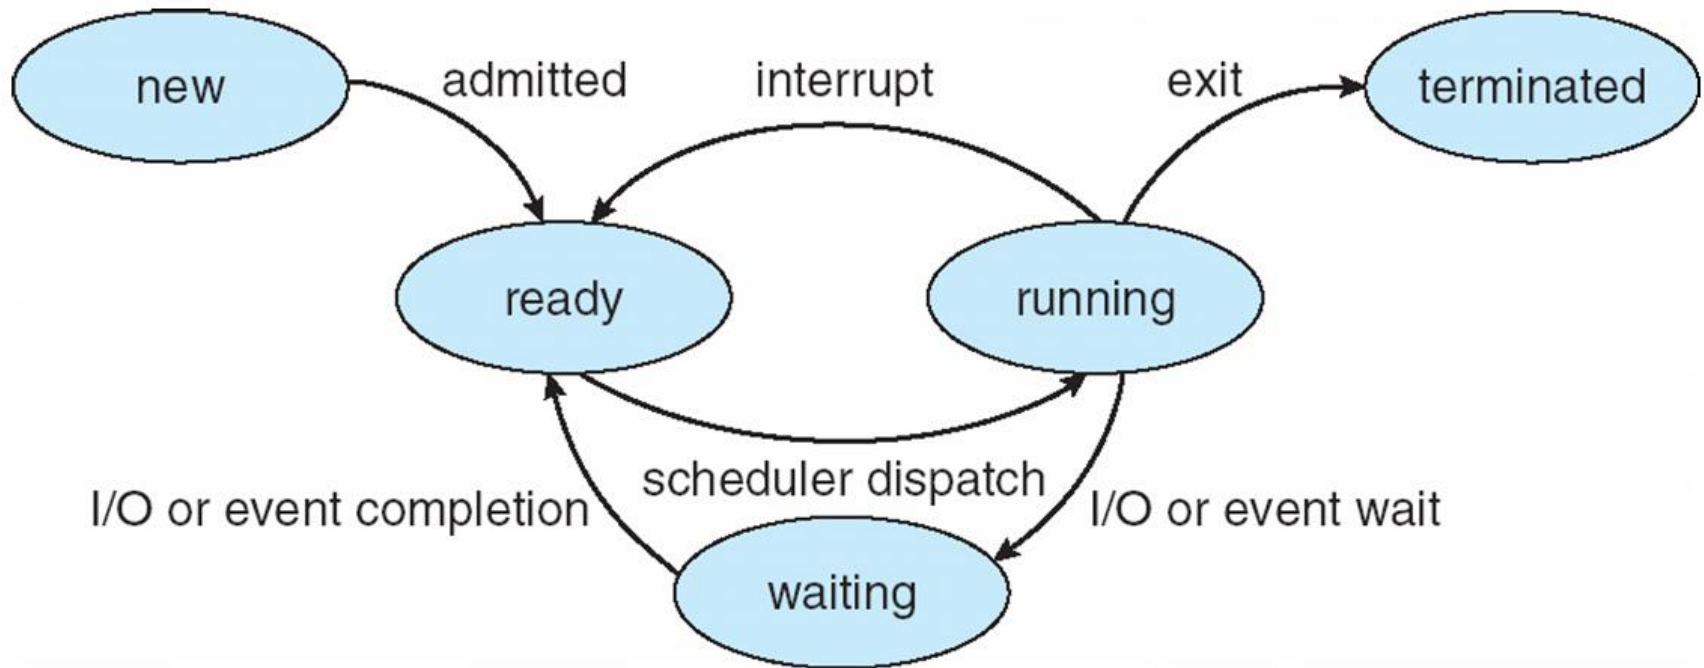 new
admitted
interrupt
exit
terminated
ready
running
scheduler dispatch
I/O or event completion
I/O or event wait
waiting